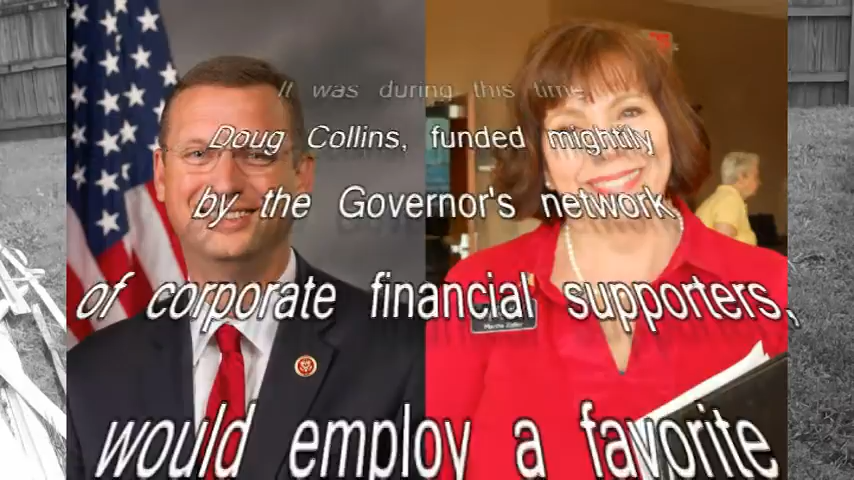 It was during this time,
Doug Collins, funded mightily
by the Governor's network
of corporate financial supporters,
would employ a favorite